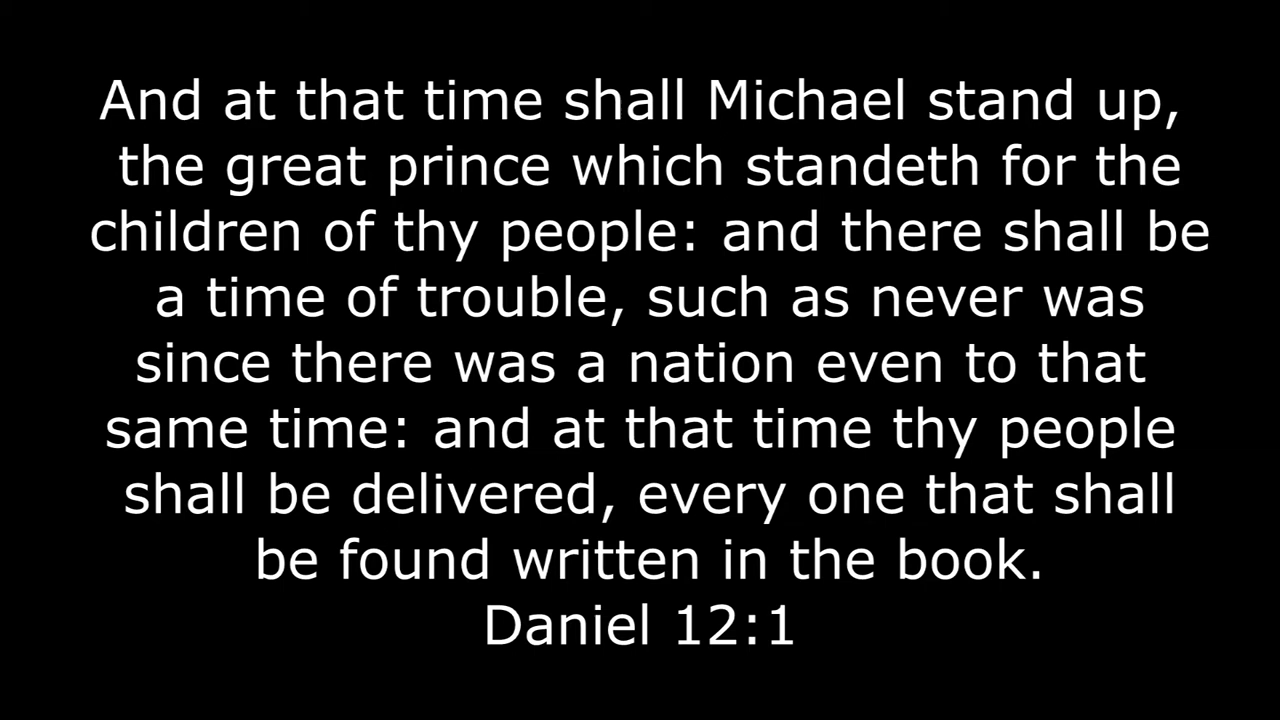 And at that time shall Michael stand up,
the great prince which standeth for the
children of thy people: and there shall be
a time of trouble, such as never was
since there was a nation even to that
same time: and at that time thy people
shall be delivered, every one that shall
be found written in the book.
Daniel 12:1